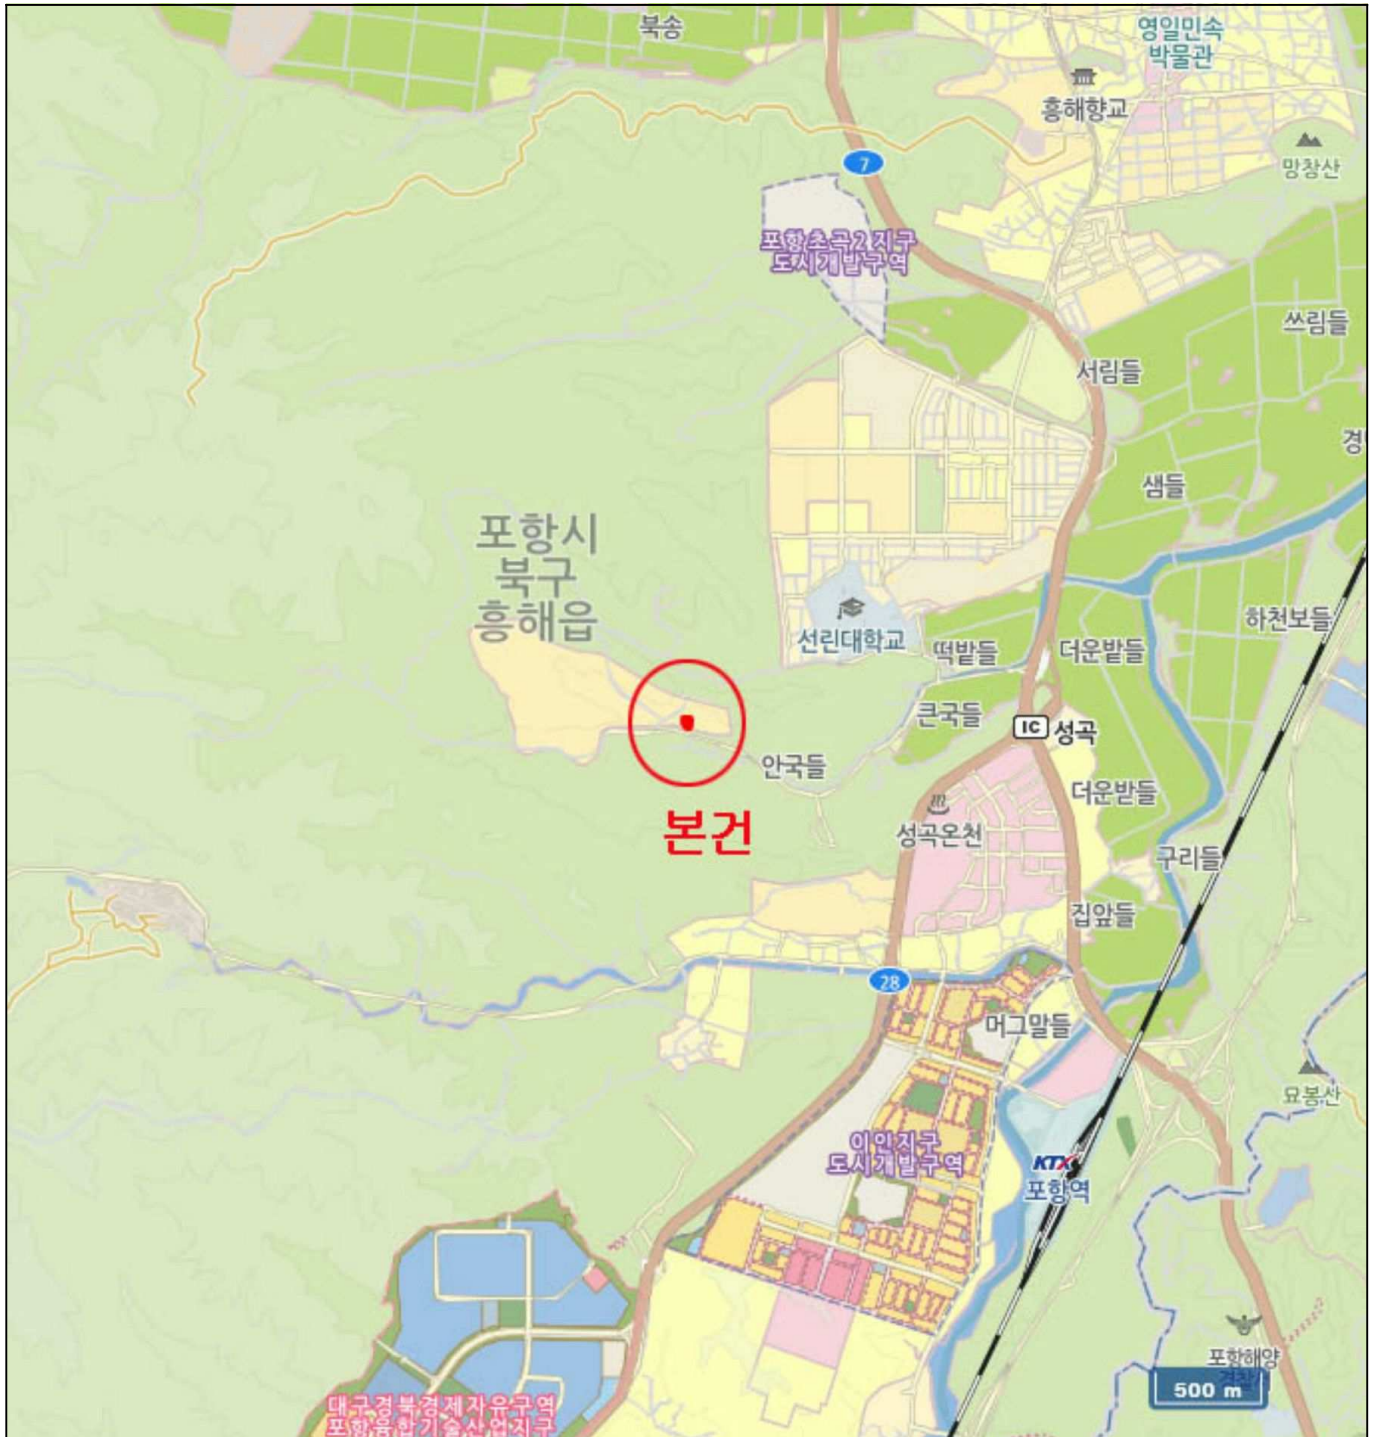 북송
영일민속
박물관
흥해향교
7
망창산
포항초곡2지구
도시개발구역
쓰림들
서림들
경
샘들
포항시
북구
흥해읍
선린대학교
떡밭들
더운밭들
하천보들
큰국들
IC 성곡
안국들
더운받들
본건
성곡온천
구리들
집앞들
28
머그말들
묘봉산
이인지구
도시개발구역
KTX
포항역
포항해양
경찰
500 m
대구경북경제자유구역
포항융합기술산업지구